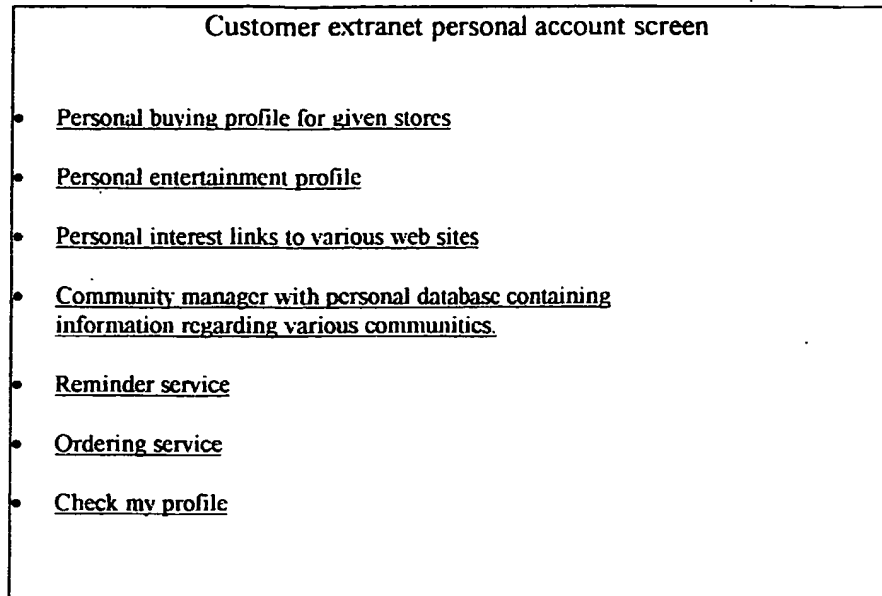 Customer extranet personal account screen
• Personal buying profile for given stores
• Personal entertainment profile
• Personal interest links to various web sites
• Community manager with personal database containing
information regarding various communities.
• Reminder service
• Ordering service
• Check my profile